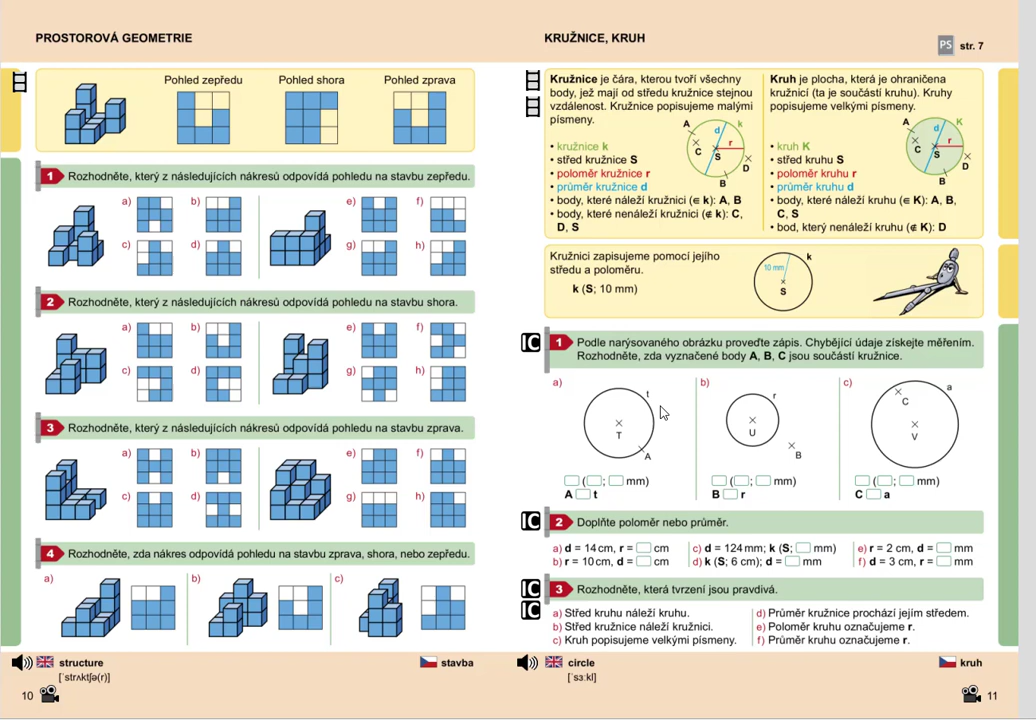 PROSTOROVÁ GEOMETRIE
Pohled zepředu
Pohled shora
Pohled zprava
1 Rozhodněte, který z následujících nákresů odpovídá pohledu na stavbu zepředu.
a)
b)
e)
f)
c)
d)
g)
h)
2 Rozhodněte, který z následujících nákresů odpovídá pohledu na stavbu shora.
a)
b)
e)
f)
c)
d)
g)
h)
3 Rozhodněte, který z následujících nákresů odpovídá pohledu na stavbu zprava.
a)
b)
e)
f)
c)
d)
g)
h)
4 Rozhodněte, zda nákres odpovídá pohledu na stavbu zprava, shora, nebo zepředu.
a)
b)
c)
structure
[ˈstrʌktʃə(r)]
stavba
10
KRUŽNICE, KRUH
PS str. 7
Kružnice je čára, kterou tvoří všechny
body, jež mají od středu kružnice stejnou
vzdálenost. Kružnice popisujeme malými
písmeny.
• kružnice k
• střed kružnice S
• poloměr kružnice r
• průměr kružnice d
• body, které náleží kružnici (∈ k): A, B
• body, které nenáleží kružnici (∉ k): C,
D, S
A
d
k
r
C
S
D
B
Kruh je plocha, která je ohraničena
kružnicí (ta je součástí kruhu). Kruhy
popisujeme velkými písmeny.
• kruh K
• střed kruhu S
• poloměr kruhu r
• průměr kruhu d
• body, které náleží kruhu (∈ K): A, B,
C, S
• bod, který nenáleží kruhu (∉ K): D
A
d
K
r
C
S
D
B
Kružnici zapisujeme pomocí jejího
středu a poloměru.
k (S; 10 mm)
10 mm
k
S
1 Podle narýsovaného obrázku proveďte zápis. Chybějící údaje získejte měřením.
Rozhodněte, zda vyznačené body A, B, C jsou součástí kružnice.
a)
t
T
A
( ; mm)
A t
b)
r
U
B
( ; mm)
B r
c)
a
C
V
( ; mm)
C a
2 Doplňte poloměr nebo průměr.
a) d = 14 cm, r = cm
c) d = 124 mm; k (S; mm)
e) r = 2 cm, d = mm
b) r = 10 cm, d = cm
d) k (S; 6 cm); d = mm
f) d = 3 cm, r = mm
3 Rozhodněte, která tvrzení jsou pravdivá.
a) Střed kruhu náleží kruhu.
b) Střed kružnice náleží kružnici.
c) Kruh popisujeme velkými písmeny.
d) Průměr kružnice prochází jejím středem.
e) Poloměr kruhu označujeme r.
f) Průměr kruhu označujeme r.
circle
[ˈsɜːkl]
kruh
11